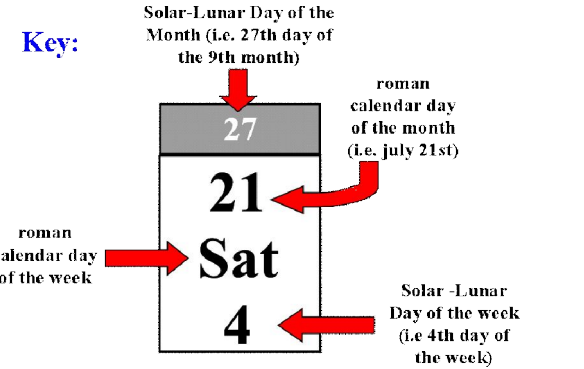 Key:
Solar-Lunar Day of the
Month (i.e. 27th day of
the 9th month)
27
roman
calendar day
of the month
(i.e. july 21st)
21
roman
alendar day
of the week
Sat
4
Solar -Lunar
Day of the week
(i.e 4th day of
the week)